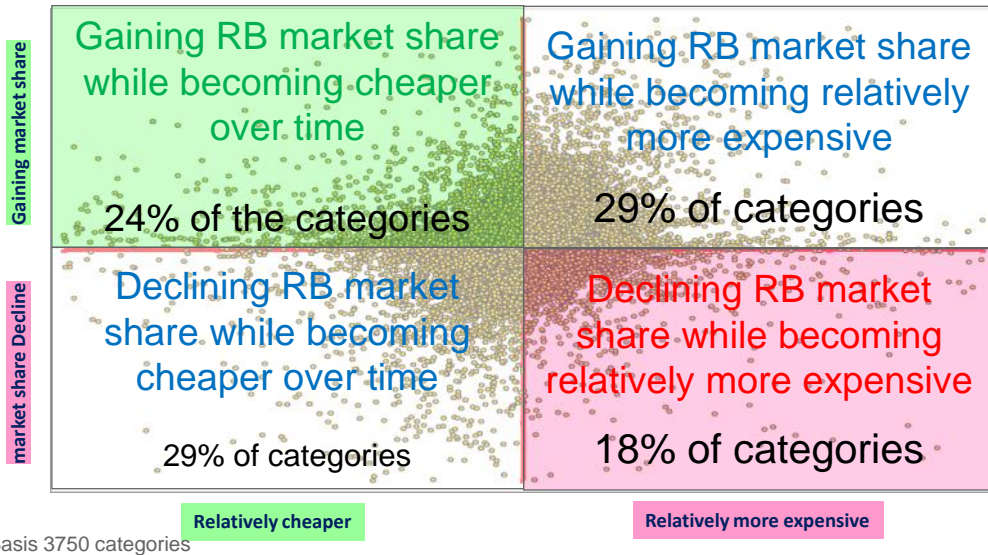 Gaining market share
Gaining RB market share
while becoming cheaper
over time
24% of the categories
Gaining RB market share
while becoming relatively
more expensive
29% of categories
market share Decline
Declining RB market
share while becoming
cheaper over time
29% of categories
Declining RB market
share while becoming
relatively more expensive
18% of categories
Relatively cheaper
Relatively more expensive
asis 3750 categories